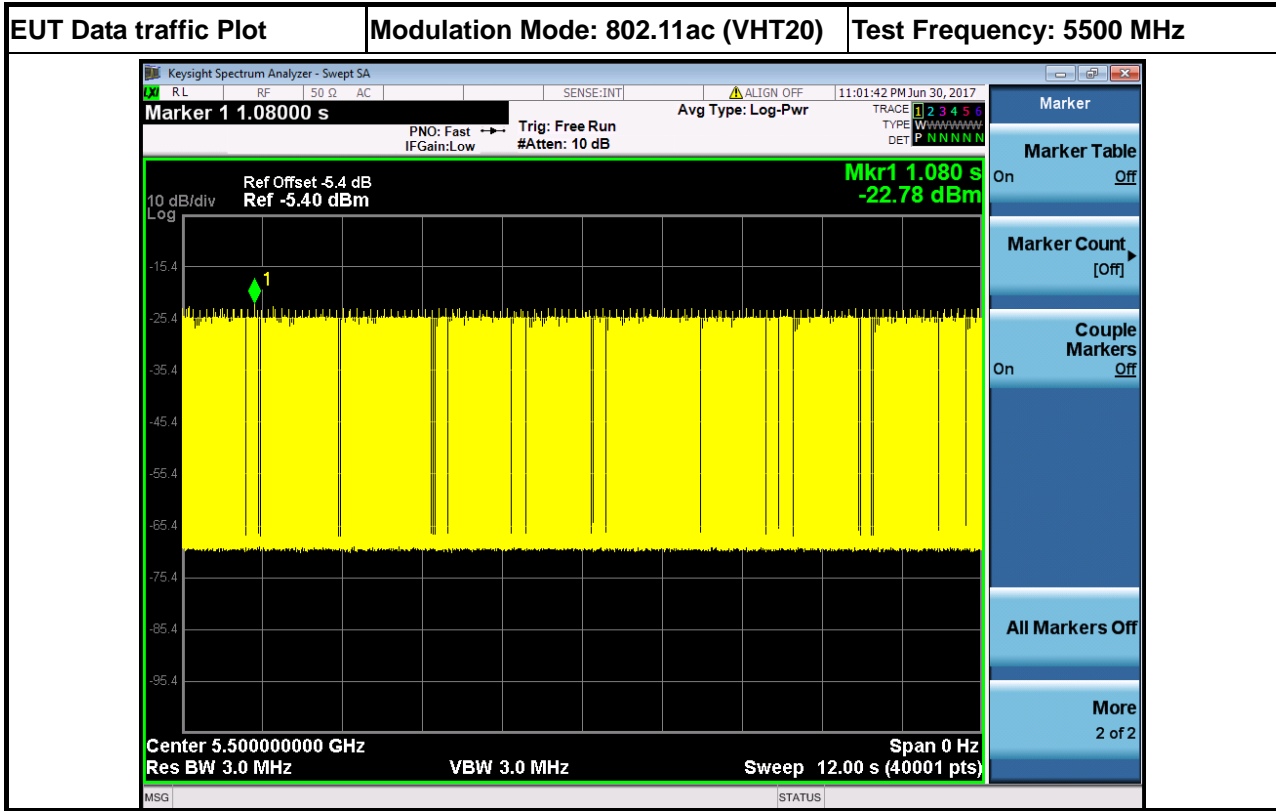 EUT Data traffic Plot Modulation Mode: 802.11ac (VHT20) Test Frequency: 5500 MHz
Keysight Spectrum Analyzer - Swept SA
LXI RL RF 50 Ω AC SENSE:INT ALIGN OFF 11:01:42 PM Jun 30, 2017
Marker 1 1.08000 s
PNO: Fast
IFGain:Low
Trig: Free Run
#Atten: 10 dB
Avg Type: Log-Pwr
TRACE 1 2 3 4 5 6
TYPE WWWWWWW
DET P N N N N N
Mkr1 1.080 s
-22.78 dBm
Ref Offset -5.4 dB
10 dB/div Ref -5.40 dBm
Log
-15.4
1
-25.4
-35.4
-45.4
-55.4
-65.4
-75.4
-85.4
-95.4
Center 5.500000000 GHz Span 0 Hz
Res BW 3.0 MHz VBW 3.0 MHz Sweep 12.00 s (40001 pts)
MSG STATUS
Marker
Marker Table
On Off
Marker Count
[Off]
Couple
Markers
On Off
All Markers Off
More
2 of 2